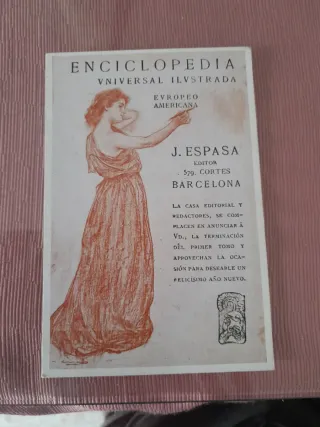 ENCICLOPEDIA
VNIVERSAL ILVSTRADA
EVROPEO
AMERICANA
J. ESPASA
EDITOR
579. CORTES
BARCELONA
LA CASA EDITORIAL Y
REDACTORES, SE COM-
PLACEN EN ANUNCIAR Á
VD., LA TERMINACIÓN
DEL PRIMER TOMO Y
APROVECHAN LA OCA-
SIÓN PARA DESEARLE UN
FELICÍSIMO AÑO NUEVO.